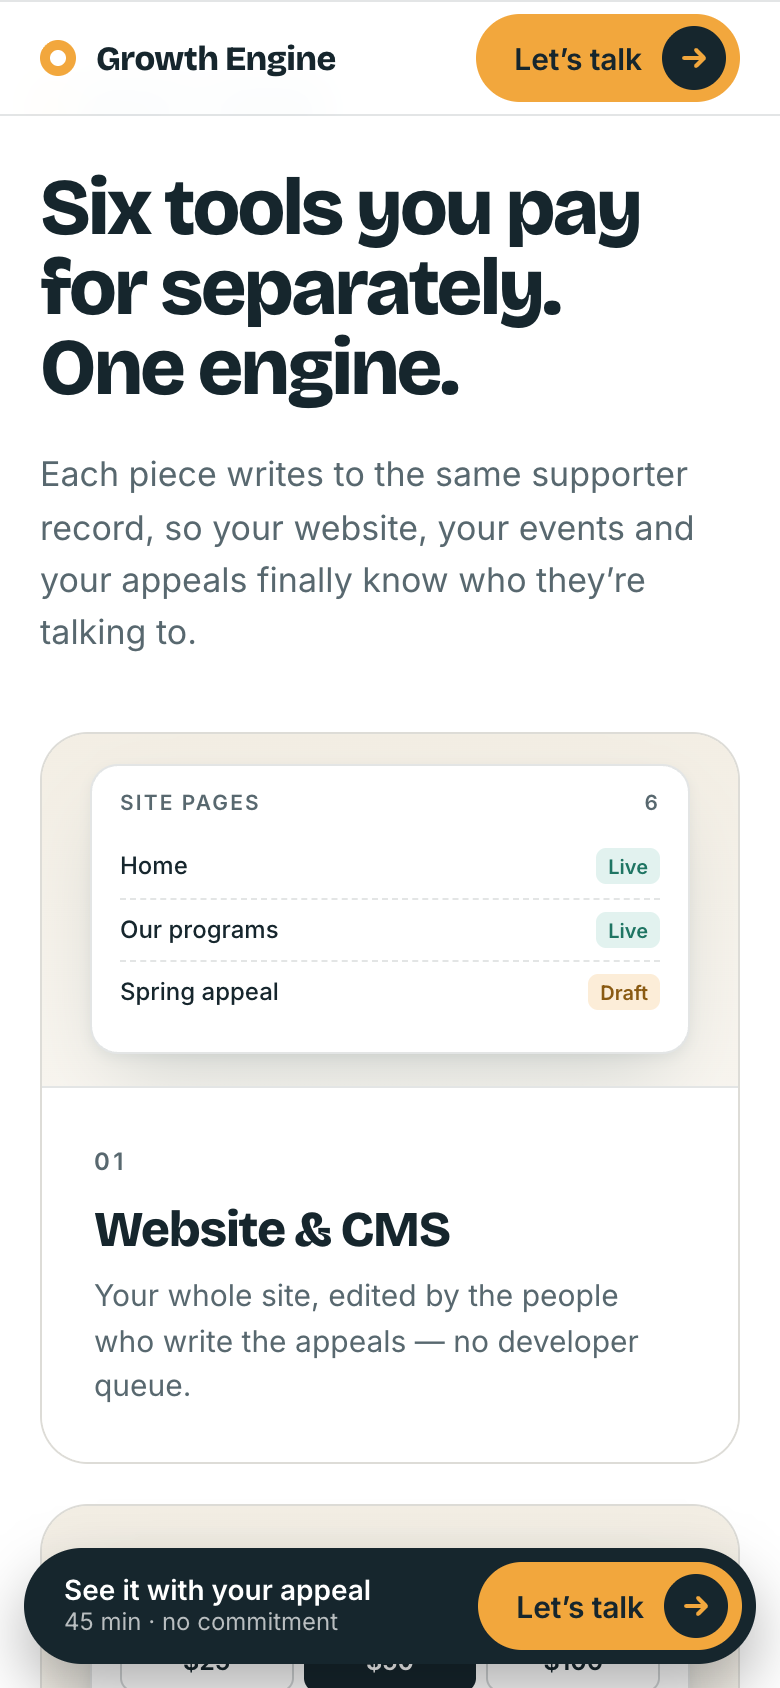 Growth Engine
Let’s talk
Six tools you pay
for separately.
One engine.
Each piece writes to the same supporter
record, so your website, your events and
your appeals finally know who they’re
talking to.
SITE PAGES 6
Home Live
Our programs Live
Spring appeal Draft
01
Website & CMS
Your whole site, edited by the people
who write the appeals — no developer
queue.
See it with your appeal
45 min · no commitment
Let’s talk